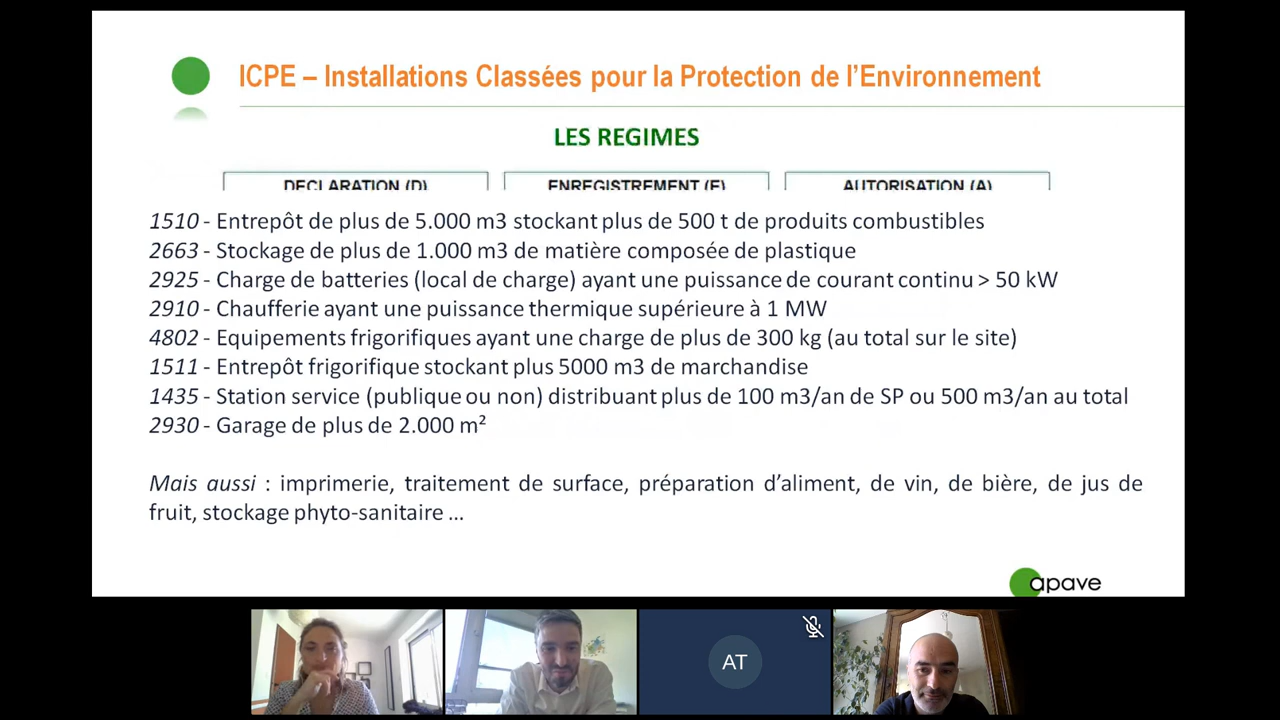 ICPE – Installations Classées pour la Protection de l'Environnement
LES REGIMES
DECLARATION (D)
ENREGISTREMENT (E)
AUTORISATION (A)
1510 - Entrepôt de plus de 5.000 m3 stockant plus de 500 t de produits combustibles
2663 - Stockage de plus de 1.000 m3 de matière composée de plastique
2925 - Charge de batteries (local de charge) ayant une puissance de courant continu > 50 kW
2910 - Chaufferie ayant une puissance thermique supérieure à 1 MW
4802 - Equipements frigorifiques ayant une charge de plus de 300 kg (au total sur le site)
1511 - Entrepôt frigorifique stockant plus 5000 m3 de marchandise
1435 - Station service (publique ou non) distribuant plus de 100 m3/an de SP ou 500 m3/an au total
2930 - Garage de plus de 2.000 m²
Mais aussi : imprimerie, traitement de surface, préparation d'aliment, de vin, de bière, de jus de
fruit, stockage phyto-sanitaire ...
apave
AT